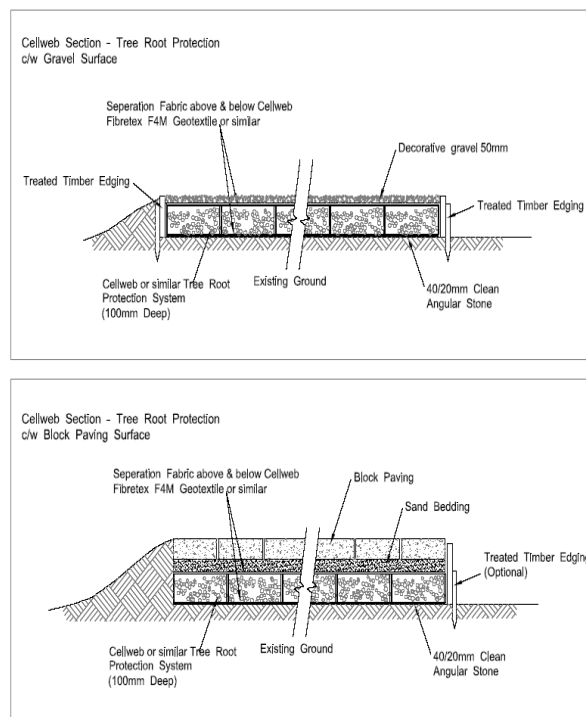 Cellweb Section - Tree Root Protection
c/w Gravel Surface
Seperation Fabric above & below Cellweb
Fibretex F4M Geotextile or similar
Decorative gravel 50mm
Treated Timber Edging
Treated Timber Edging
Cellweb or similar Tree Root
Protection System
(100mm Deep)
Existing Ground
40/20mm Clean
Angular Stone
Cellweb Section - Tree Root Protection
c/w Block Paving Surface
Seperation Fabric above & below Cellweb
Fibretex F4M Geotextile or similar
Block Paving
Sand Bedding
Treated Timber Edging
(Optional)
Cellweb or similar Tree Root
Protection System
(100mm Deep)
Existing Ground
40/20mm Clean
Angular Stone